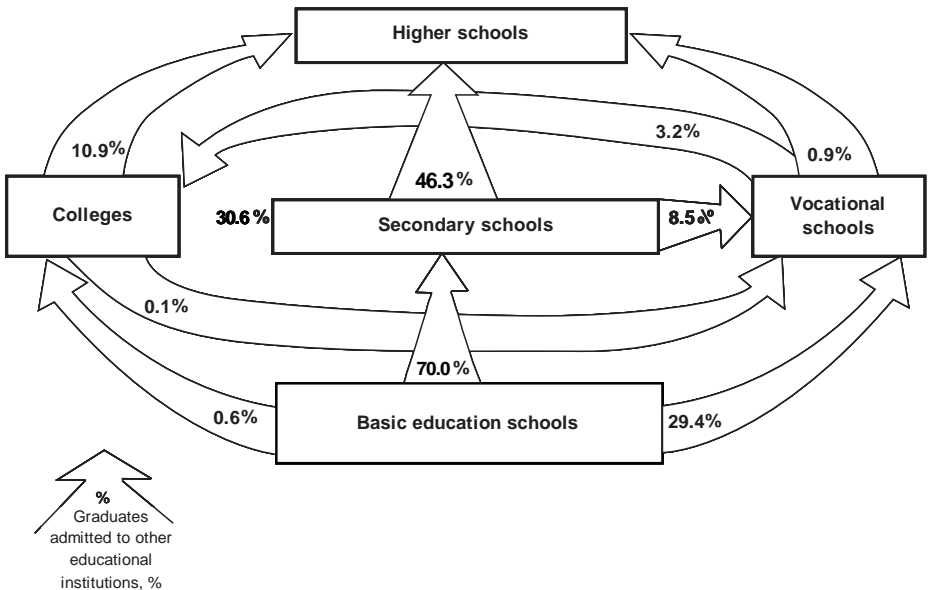 Higher schools
3.2%
10.9%
0.9%
46.3%
Colleges
30.6 %
Secondary schools
8.5
Vocational
schools
0.1%
70.0 %
0.6%
Basic education schools
29.4%
%
Graduates
admitted to other
educational
institutions, %